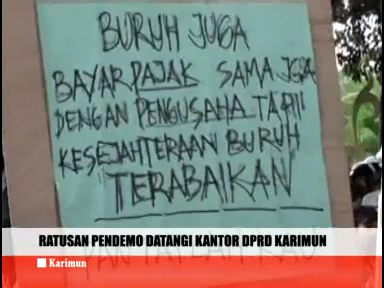 BURUH JUGA
BAYAR PAJAK SAMA JGA
DENGAN PENGUSAHA TAPI
KESEJAHTERAAN BURUH
TERABAIKAN
RATUSAN PENDEMO DATANGI KANTOR DPRD KARIMUN
Karimun